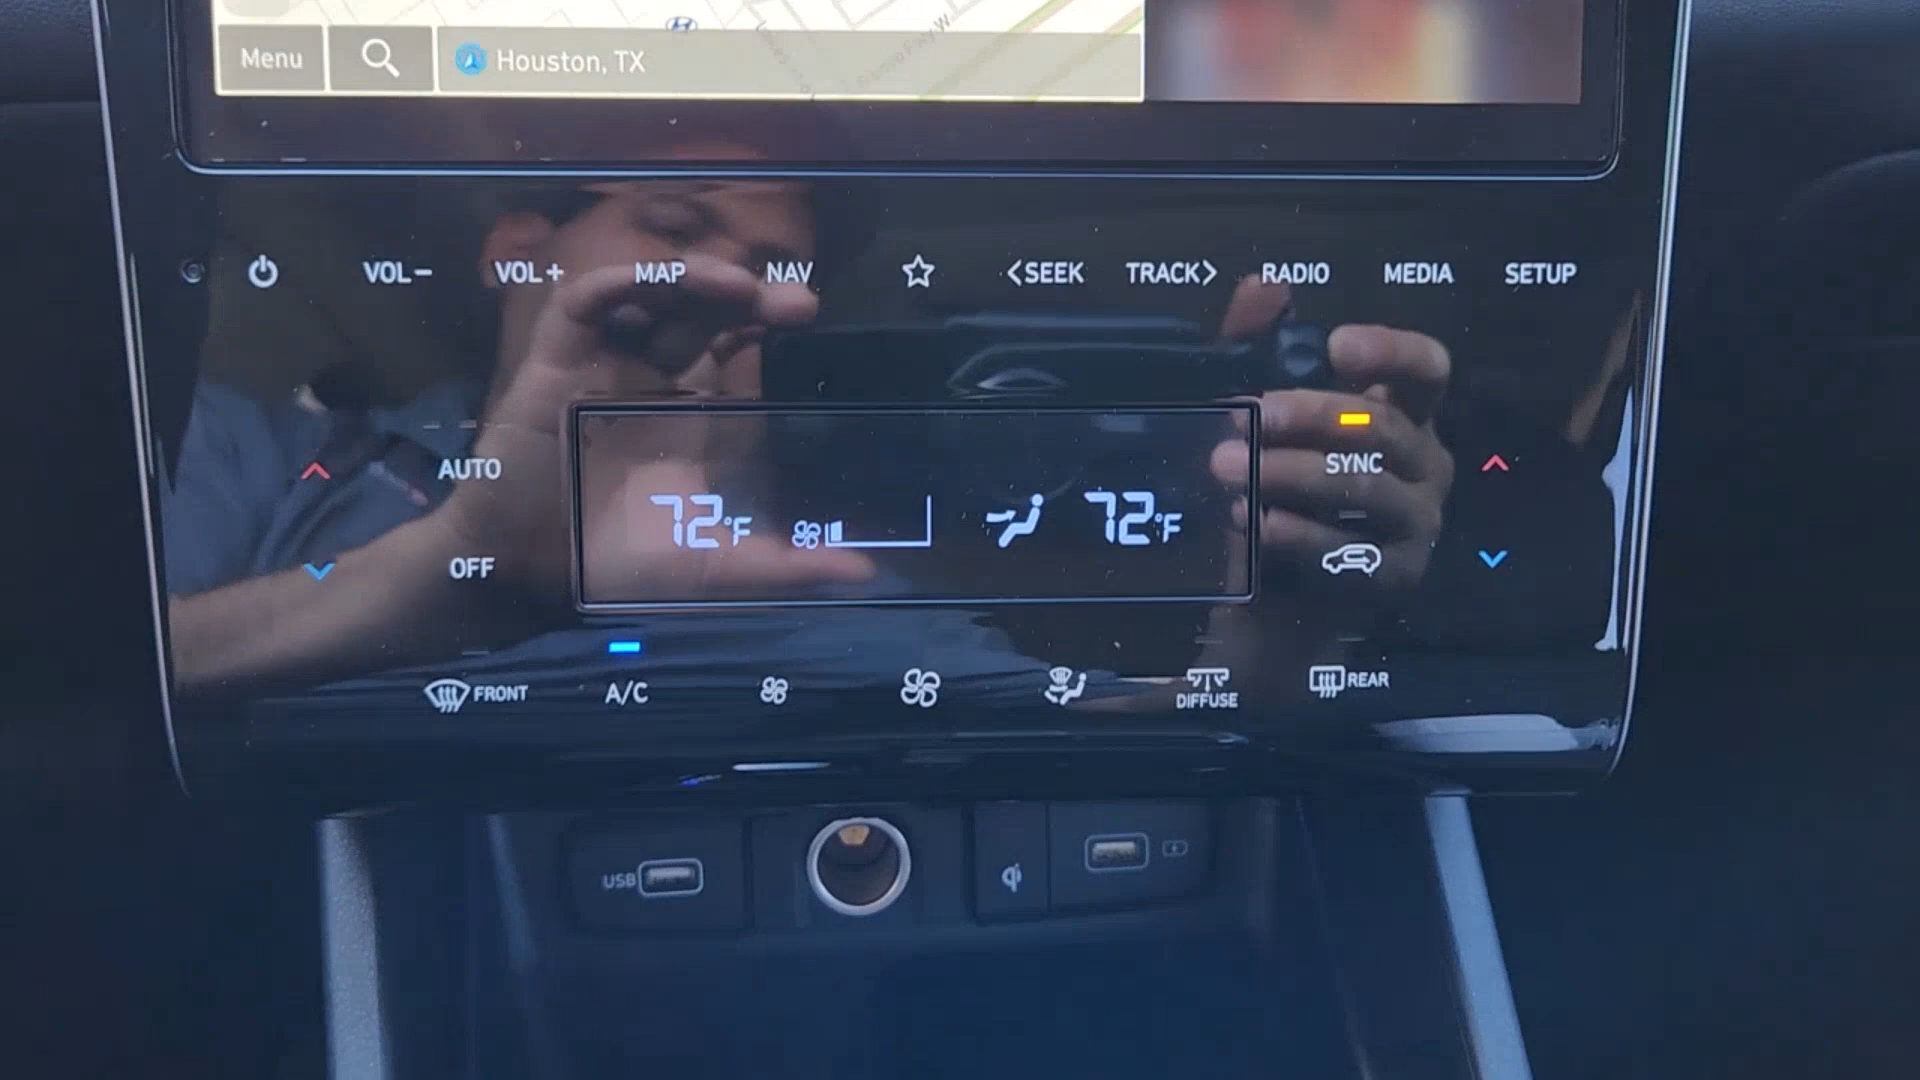 Menu
Houston, TX
VOL−
VOL+
MAP
NAV
<SEEK
TRACK>
RADIO
MEDIA
SETUP
AUTO
SYNC
72°F
72°F
OFF
FRONT
A/C
DIFFUSE
REAR
USB